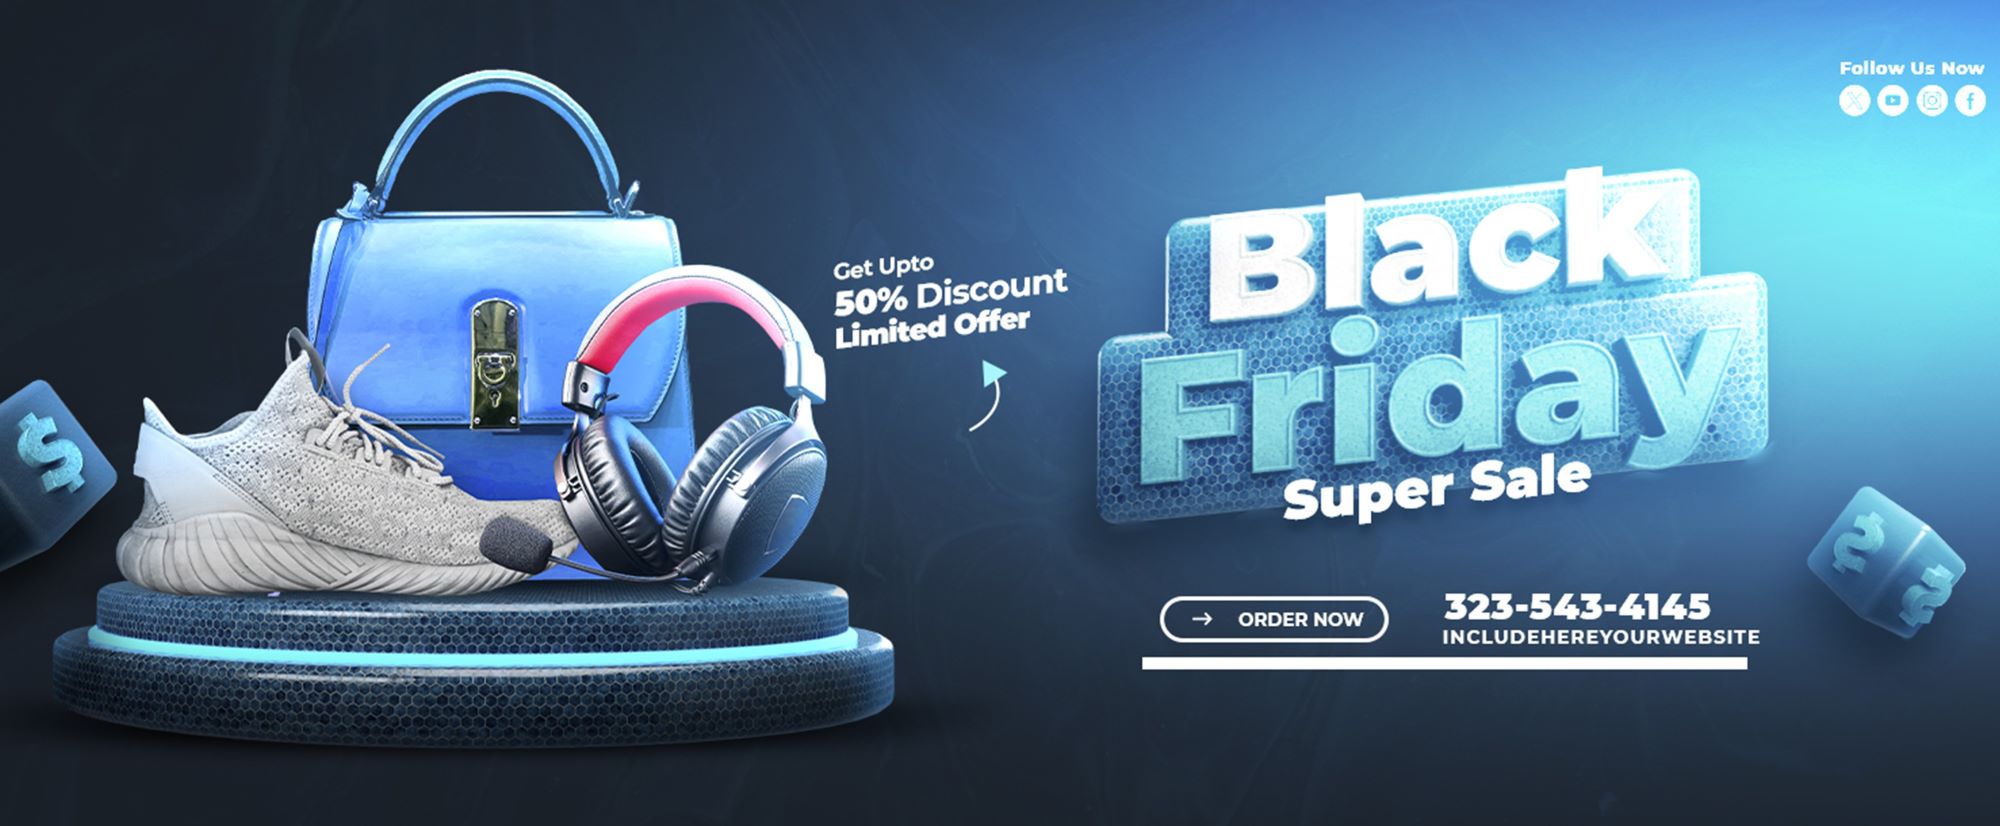 Follow Us Now
Get Upto
50% Discount
Limited Offer
Black
Friday
Super Sale
ORDER NOW
323-543-4145
INCLUDEHEREYOURWEBSITE
$
$
$